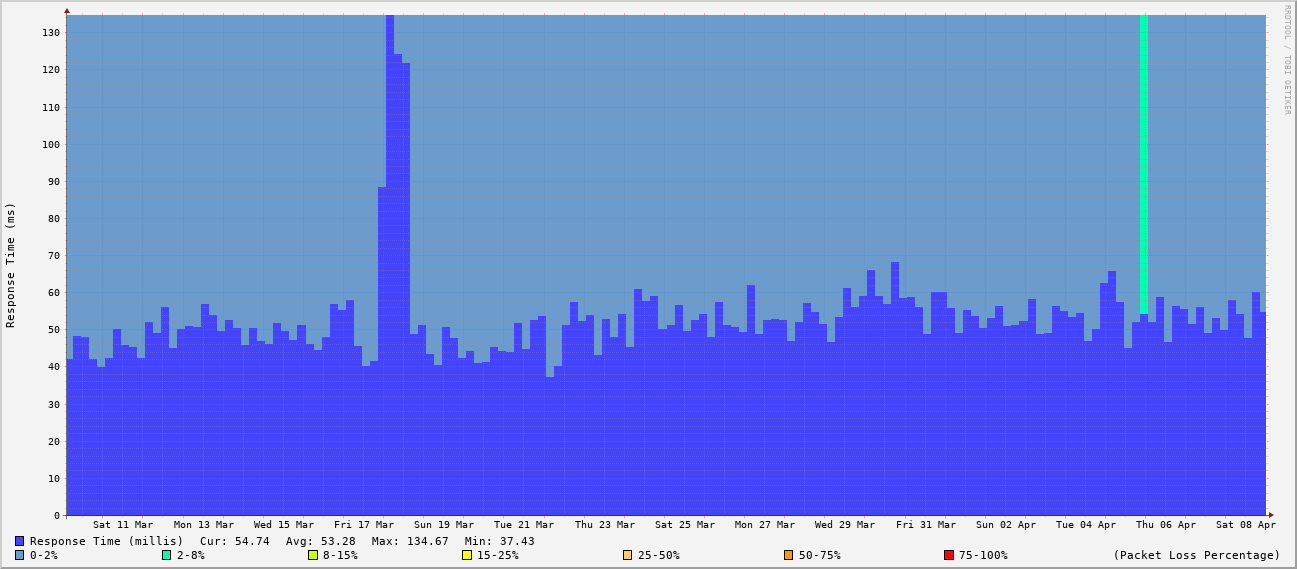 RRDTOOL / TOBI OETIKER
Response Time (ms)
130
120
110
100
90
80
70
60
50
40
30
20
10
0
Sat 11 Mar Mon 13 Mar Wed 15 Mar Fri 17 Mar Sun 19 Mar Tue 21 Mar Thu 23 Mar Sat 25 Mar Mon 27 Mar Wed 29 Mar Fri 31 Mar Sun 02 Apr Tue 04 Apr Thu 06 Apr Sat 08 Apr
Response Time (millis) Cur: 54.74 Avg: 53.28 Max: 134.67 Min: 37.43
0-2% 2-8% 8-15% 15-25% 25-50% 50-75% 75-100% (Packet Loss Percentage)